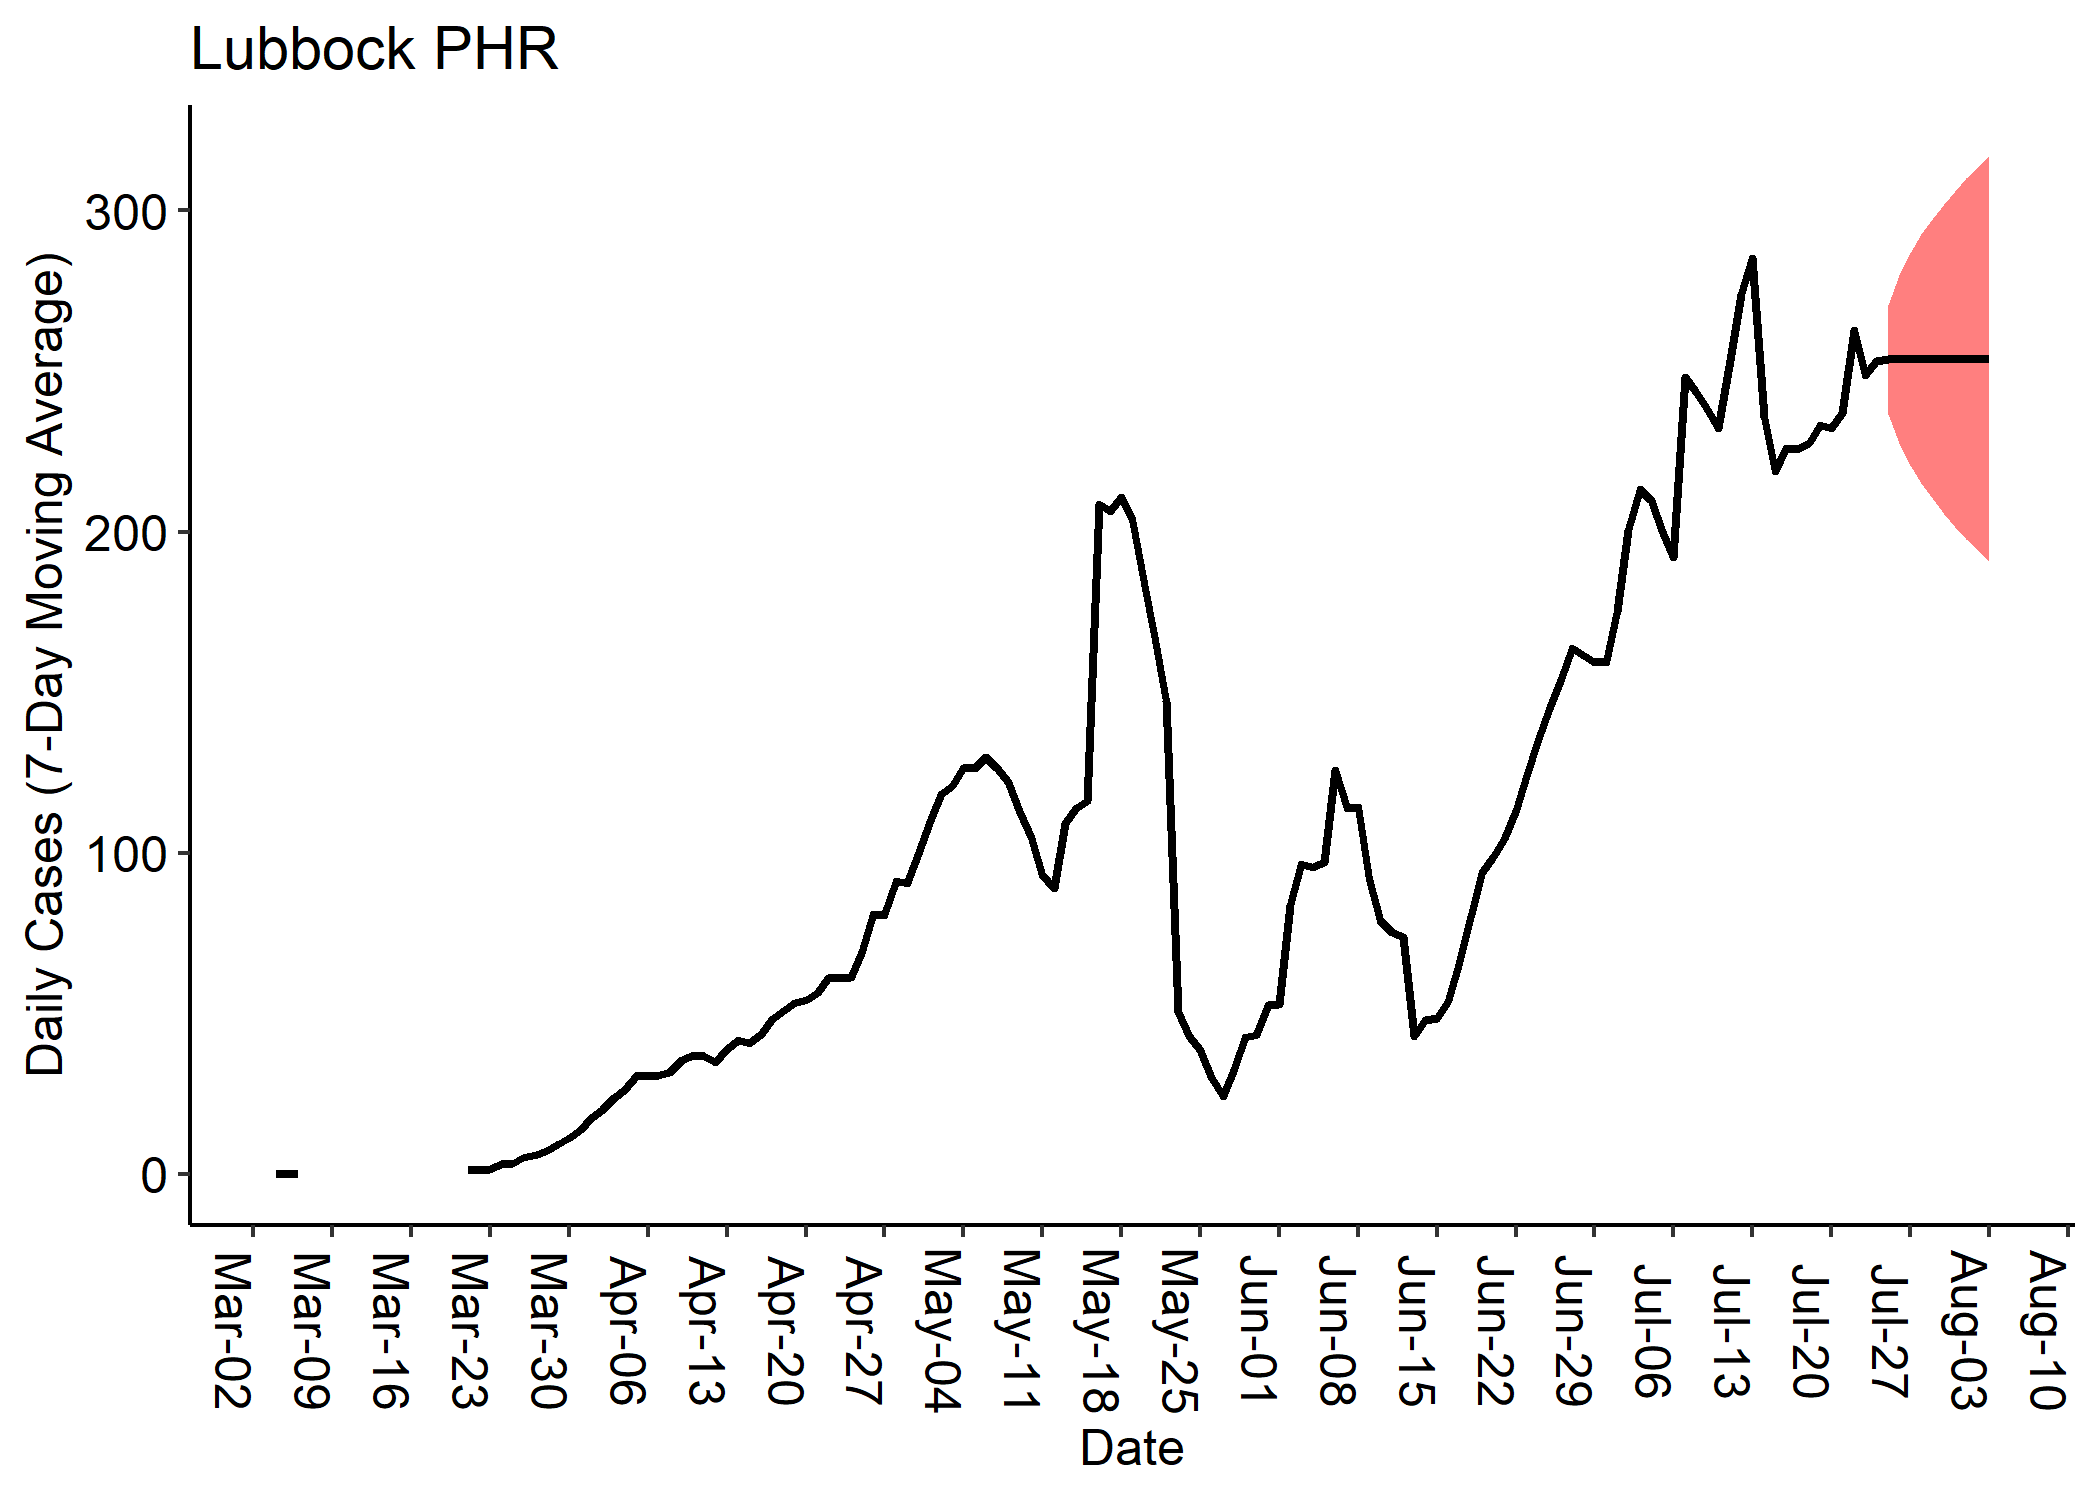 Lubbock PHR
Daily Cases (7-Day Moving Average)
300
200
100
0
Mar-02
Mar-09
Mar-16
Mar-23
Mar-30
Apr-06
Apr-13
Apr-20
Apr-27
May-04
May-11
May-18
May-25
Jun-01
Jun-08
Jun-15
Jun-22
Jun-29
Jul-06
Jul-13
Jul-20
Jul-27
Aug-03
Aug-10
Date